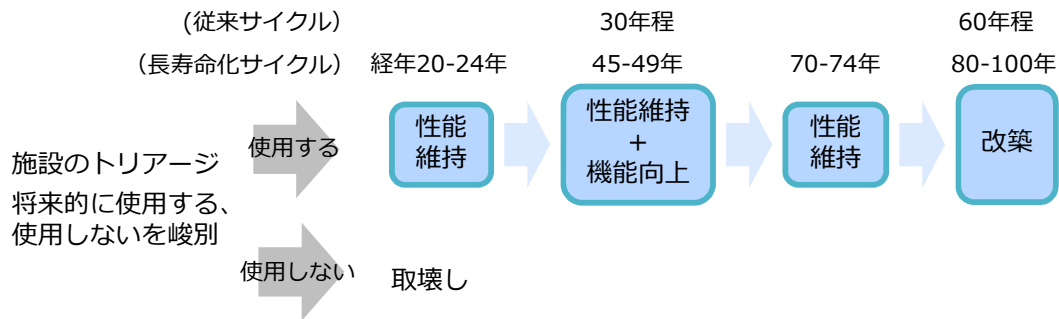 (従来サイクル) 30年程 60年程
（長寿命化サイクル） 経年20-24年 45-49年 70-74年 80-100年
施設のトリアージ
将来的に使用する、
使用しないを峻別
使用する
性能
維持
性能維持
+
機能向上
性能
維持
改築
使用しない
取壊し